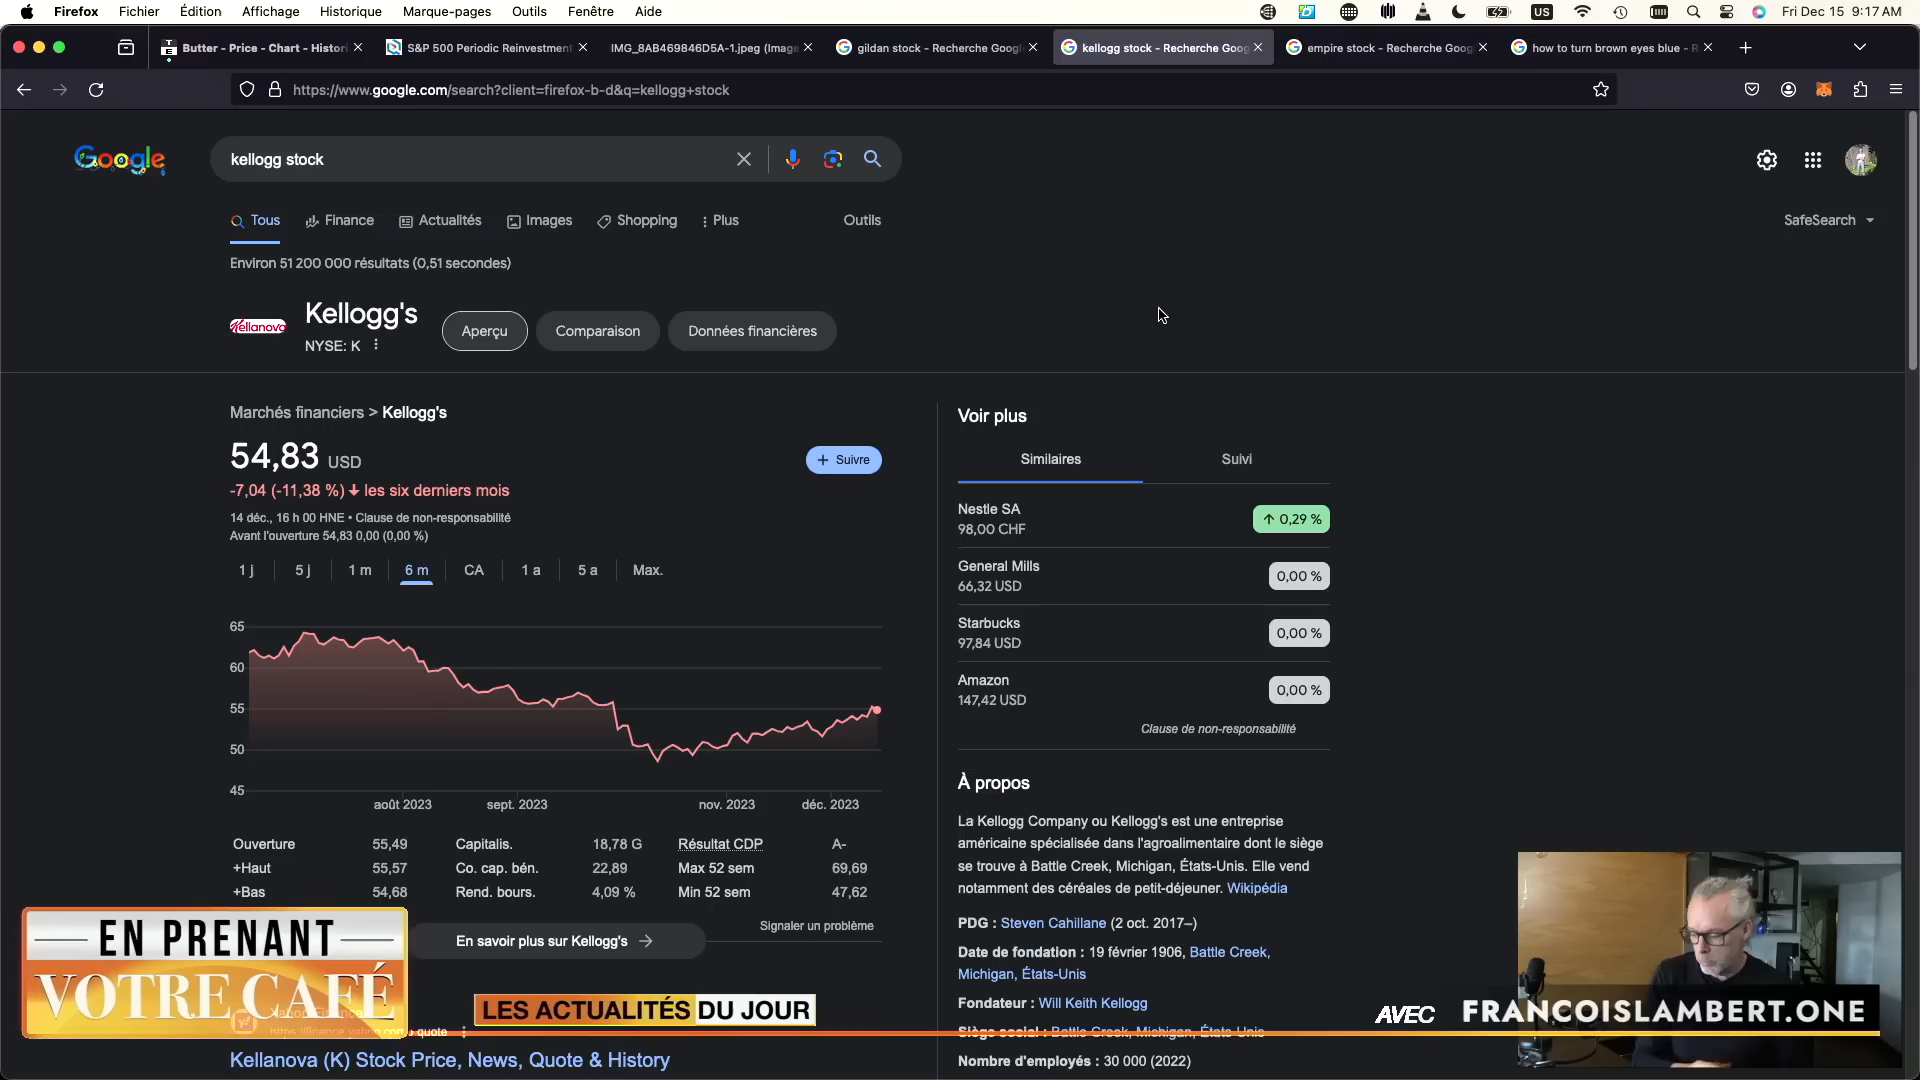 Firefox Fichier Édition Affichage Historique Marque-pages Outils Fenêtre Aide US Fri Dec 15 9:17 AM
Butter - Price - Chart - Histori
S&P 500 Periodic Reinvestment
IMG_8AB469846D5A-1.jpeg (Image
gildan stock - Recherche Googl
kellogg stock - Recherche Goog
empire stock - Recherche Goog
how to turn brown eyes blue - R
https://www.google.com/search?client=firefox-b-d&q=kellogg+stock
Google
kellogg stock
Tous Finance Actualités Images Shopping Plus Outils SafeSearch
Environ 51 200 000 résultats (0,51 secondes)
Kellanova
Kellogg's
NYSE: K
Aperçu Comparaison Données financières
Marchés financiers > Kellogg's
54,83 USD
+ Suivre
-7,04 (-11,38 %) les six derniers mois
14 déc., 16 h 00 HNE • Clause de non-responsabilité
Avant l'ouverture 54,83 0,00 (0,00 %)
1 j 5 j 1 m 6 m CA 1 a 5 a Max.
65
60
55
50
45
août 2023 sept. 2023 nov. 2023 déc. 2023
Ouverture 55,49 Capitalis. 18,78 G Résultat CDP A-
+Haut 55,57 Co. cap. bén. 22,89 Max 52 sem 69,69
+Bas 54,68 Rend. bours. 4,09 % Min 52 sem 47,62
Signaler un problème
En savoir plus sur Kellogg's
Voir plus
Similaires Suivi
Nestle SA
98,00 CHF
0,29 %
General Mills
66,32 USD
0,00 %
Starbucks
97,84 USD
0,00 %
Amazon
147,42 USD
0,00 %
Clause de non-responsabilité
À propos
La Kellogg Company ou Kellogg's est une entreprise
américaine spécialisée dans l'agroalimentaire dont le siège
se trouve à Battle Creek, Michigan, États-Unis. Elle vend
notamment des céréales de petit-déjeuner. Wikipédia
PDG : Steven Cahillane (2 oct. 2017–)
Date de fondation : 19 février 1906, Battle Creek,
Michigan, États-Unis
Fondateur : Will Keith Kellogg
Siège social : Battle Creek, Michigan, États-Unis
Nombre d'employés : 30 000 (2022)
EN PRENANT
VOTRE CAFÉ
LES ACTUALITÉS DU JOUR
quote
Kellanova (K) Stock Price, News, Quote & History
AVEC FRANCOISLAMBERT.ONE